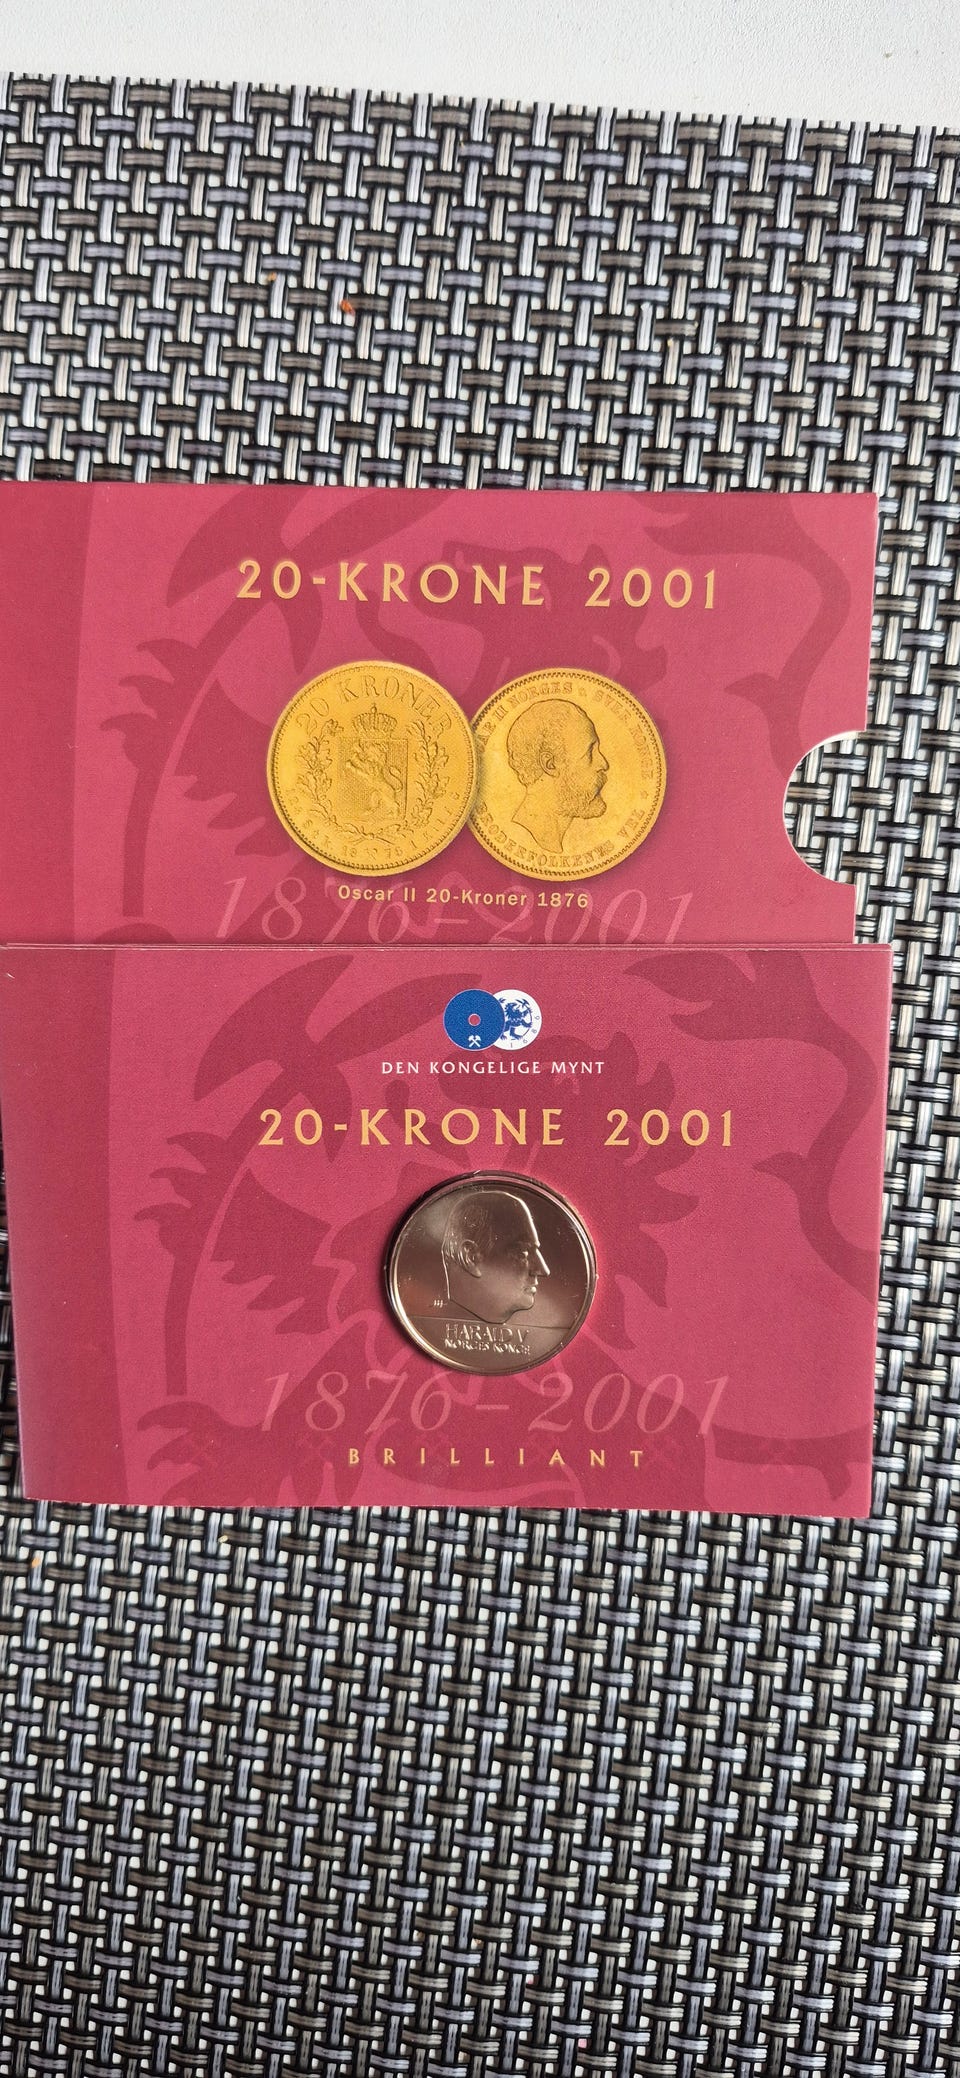 20-KRONE 2001
20 KRONER
NORGES
Oscar II 20-Kroner 1876
1876-2001
DEN KONGELIGE MYNT
20-KRONE 2001
HARALD V
NORGES KONGE
1876-2001
BRILLIANT